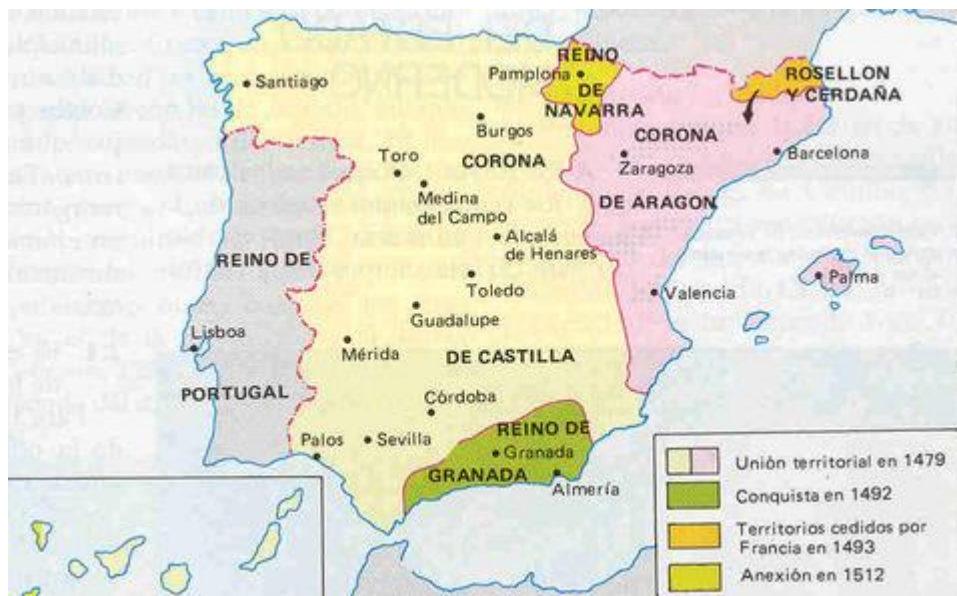 REINO
Pamplona
DE
NAVARRA
Santiago
ROSELLON
Y CERDAÑA
Burgos
CORONA
CORONA
Toro
Zaragoza
Barcelona
Medina
del Campo
DE ARAGON
Alcalá
de Henares
REINO DE
Toledo
Palma
Valencia
Guadalupe
Lisboa
Mérida
DE CASTILLA
PORTUGAL
Córdoba
Palos
Sevilla
REINO DE
Granada
GRANADA
Almería
Unión territorial en 1479
Conquista en 1492
Territorios cedidos por
Francia en 1493
Anexión en 1512